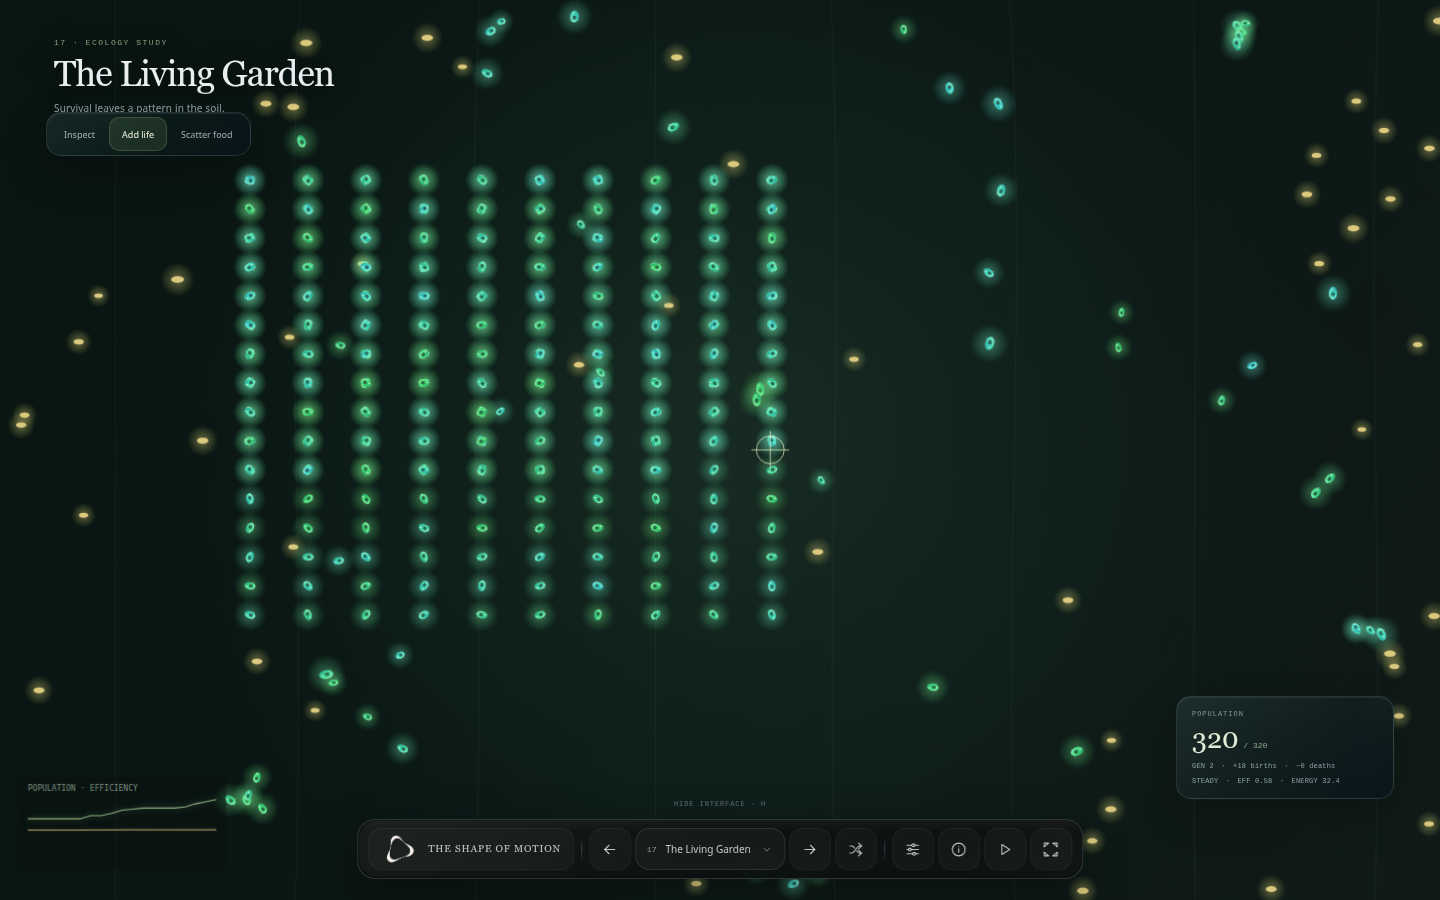 17 · ECOLOGY STUDY
The Living Garden
Survival leaves a pattern in the soil.
Inspect
Add life
Scatter food
POPULATION
320 / 320
GEN 2 · +18 births · −0 deaths
STEADY · EFF 0.58 · ENERGY 32.4
POPULATION · EFFICIENCY
HIDE INTERFACE · H
THE SHAPE OF MOTION
17 The Living Garden